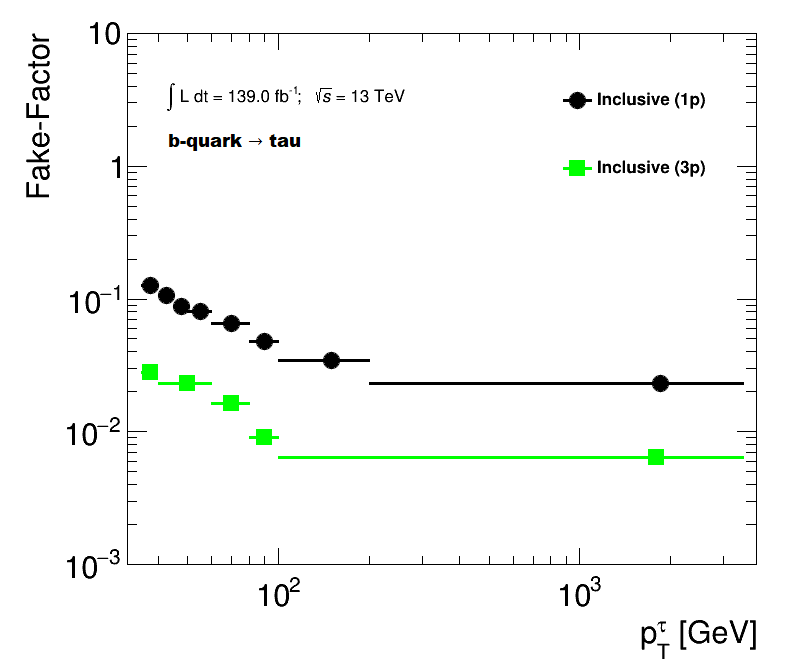 Fake-Factor
10
1
10⁻¹
10⁻²
10⁻³
∫ L dt = 139.0 fb⁻¹; √s = 13 TeV
b-quark → tau
Inclusive (1p)
Inclusive (3p)
10²
10³
p_T^τ [GeV]